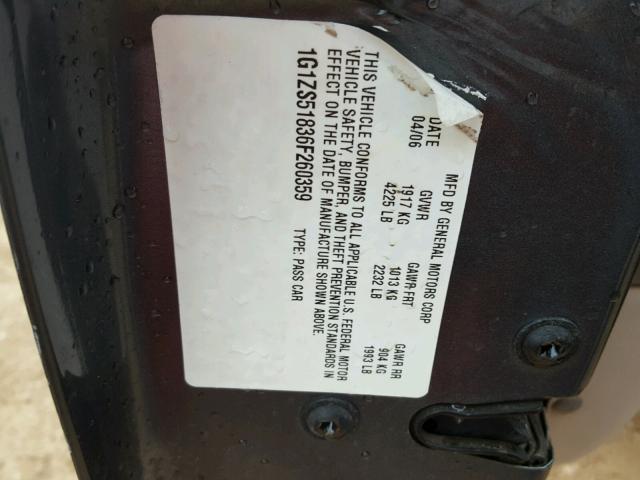 MFD BY GENERAL MOTORS CORP
DATE GVWR GAWR FRT GAWR RR
04/06 1917 KG 1013 KG 904 KG
4225 LB 2232 LB 1993 LB
THIS VEHICLE CONFORMS TO ALL APPLICABLE U.S. FEDERAL MOTOR
VEHICLE SAFETY, BUMPER, AND THEFT PREVENTION STANDARDS IN
EFFECT ON THE DATE OF MANUFACTURE SHOWN ABOVE.
1G1ZS51836F260359 TYPE: PASS CAR